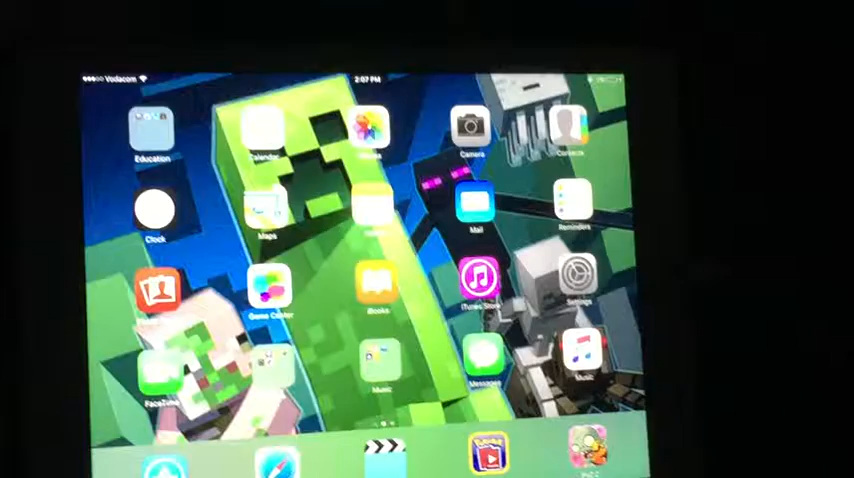 Vodacom 2:07 PM
Education Calendar Photos Camera Contacts
Clock Maps Mail Reminders
Game Center iBooks iTunes Store Settings
FaceTime Music Messages Music